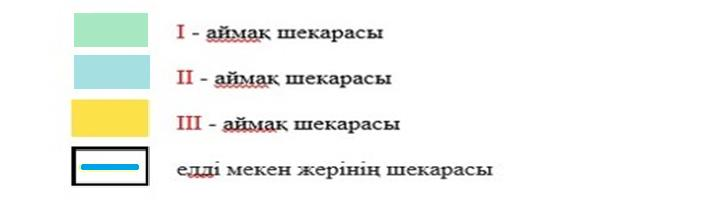 I - аймақ шекарасы
II - аймақ шекарасы
III - аймақ шекарасы
елді мекен жерінің шекарасы